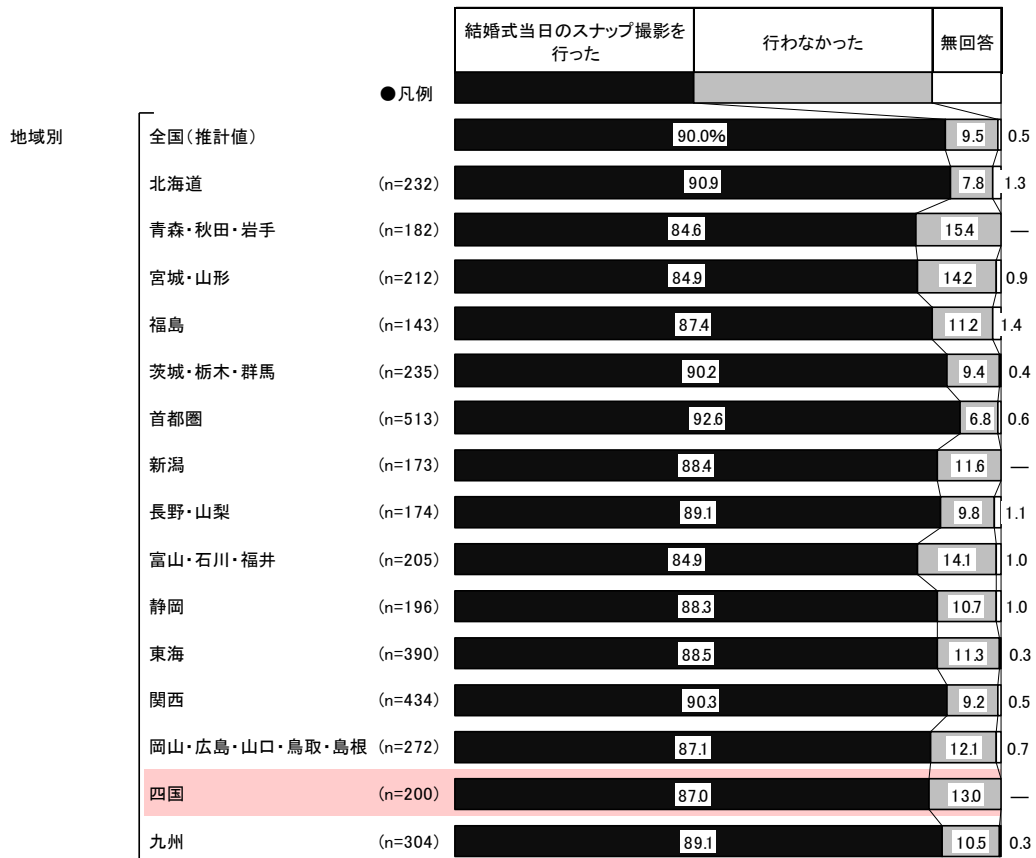 結婚式当日のスナップ撮影を
行った
行わなかった
無回答
●凡例
地域別
全国(推計値) 90.0% 9.5 0.5
北海道 (n=232) 90.9 7.8 1.3
青森・秋田・岩手 (n=182) 84.6 15.4 —
宮城・山形 (n=212) 84.9 14.2 0.9
福島 (n=143) 87.4 11.2 1.4
茨城・栃木・群馬 (n=235) 90.2 9.4 0.4
首都圏 (n=513) 92.6 6.8 0.6
新潟 (n=173) 88.4 11.6 —
長野・山梨 (n=174) 89.1 9.8 1.1
富山・石川・福井 (n=205) 84.9 14.1 1.0
静岡 (n=196) 88.3 10.7 1.0
東海 (n=390) 88.5 11.3 0.3
関西 (n=434) 90.3 9.2 0.5
岡山・広島・山口・鳥取・島根 (n=272) 87.1 12.1 0.7
四国 (n=200) 87.0 13.0 —
九州 (n=304) 89.1 10.5 0.3